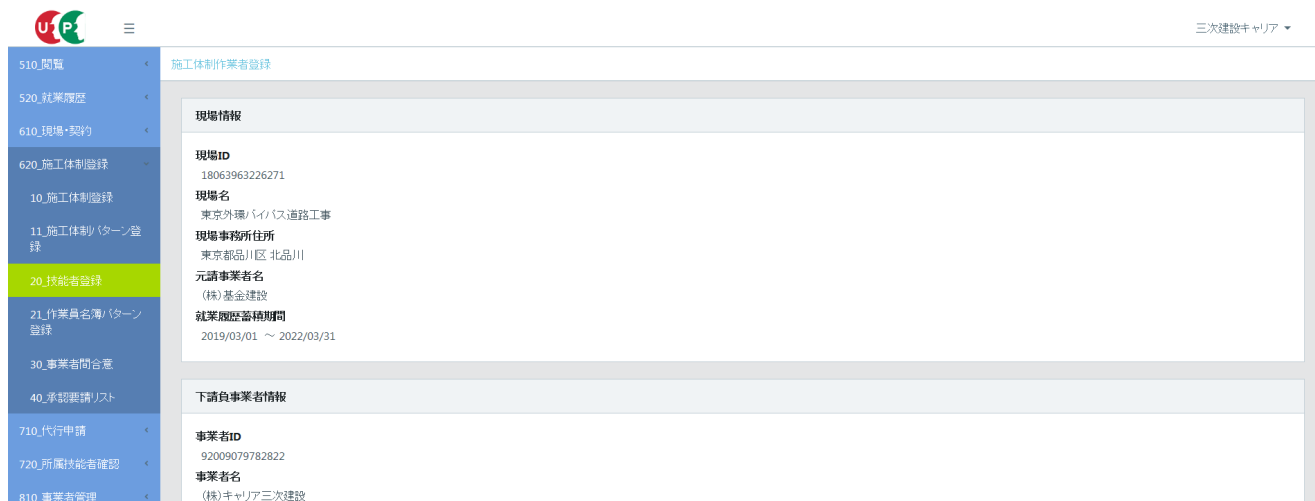 UP
三次建設キャリア
510_閲覧
520_就業履歴
610_現場・契約
620_施工体制登録
10_施工体制登録
11_施工体制パターン登
録
20_技能者登録
21_作業員名簿パターン
登録
30_事業者間合意
40_承認要請リスト
710_代行申請
720_所属技能者確認
810_事業者管理
施工体制作業者登録
現場情報
現場ID
18063963226271
現場名
東京外環バイパス道路工事
現場事務所住所
東京都品川区 北品川
元請事業者名
(株)基金建設
就業履歴蓄積期間
2019/03/01 ～ 2022/03/31
下請負事業者情報
事業者ID
92009079782822
事業者名
(株)キャリア三次建設